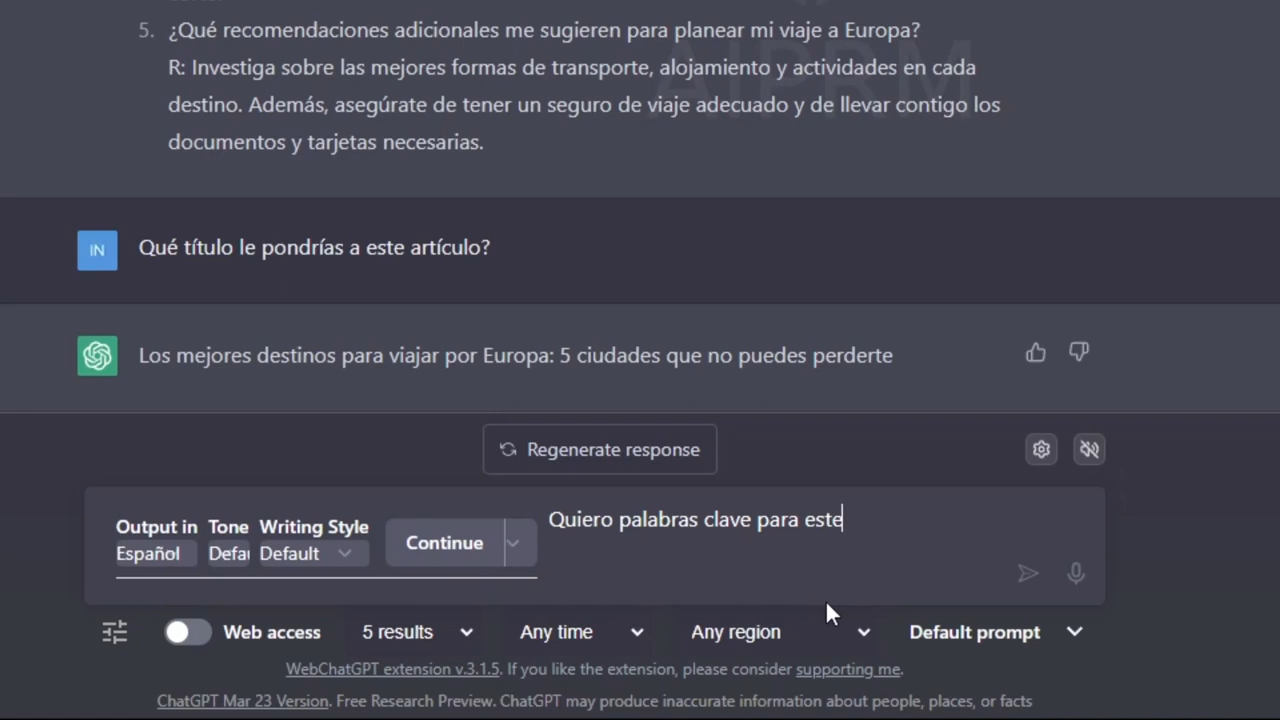 5. ¿Qué recomendaciones adicionales me sugieren para planear mi viaje a Europa?
R: Investiga sobre las mejores formas de transporte, alojamiento y actividades en cada
destino. Además, asegúrate de tener un seguro de viaje adecuado y de llevar contigo los
documentos y tarjetas necesarias.
AIPRM
IN Qué título le pondrías a este artículo?
Los mejores destinos para viajar por Europa: 5 ciudades que no puedes perderte
Regenerate response
Output in Tone Writing Style
Español Defau Default
Continue
Quiero palabras clave para este
Web access 5 results Any time Any region Default prompt
WebChatGPT extension v.3.1.5. If you like the extension, please consider supporting me.
ChatGPT Mar 23 Version. Free Research Preview. ChatGPT may produce inaccurate information about people, places, or facts